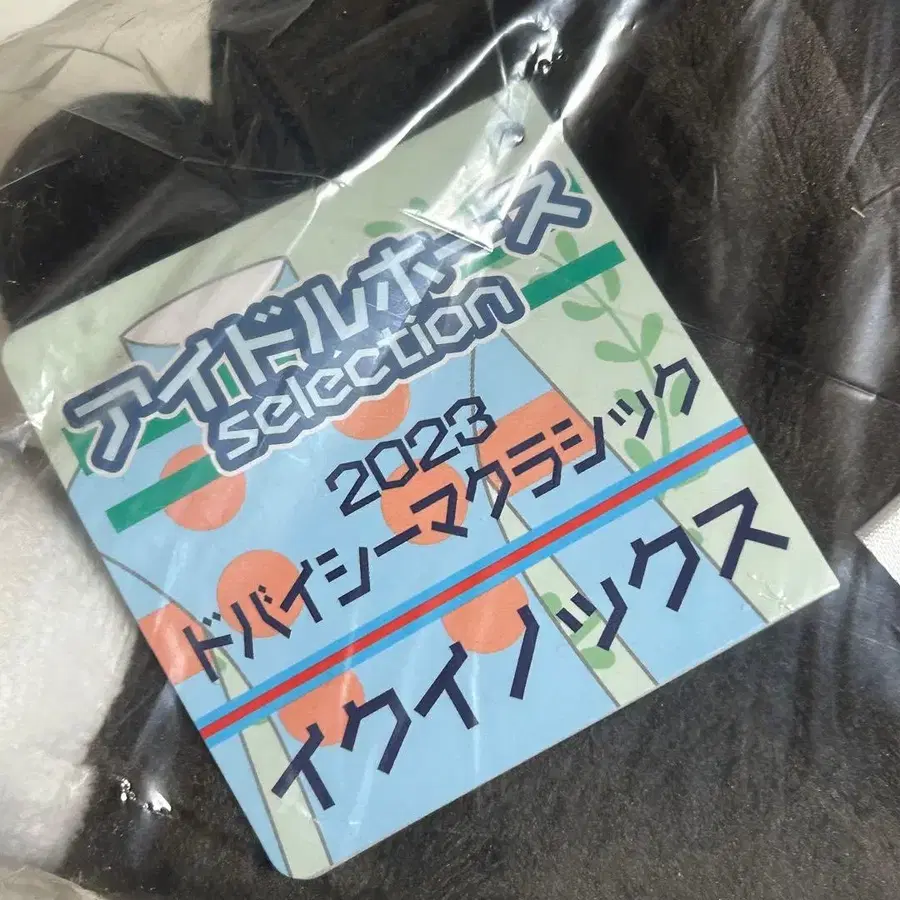 アイドルホース
selection
2023
ドバイシーマクラシック
イクイノックス